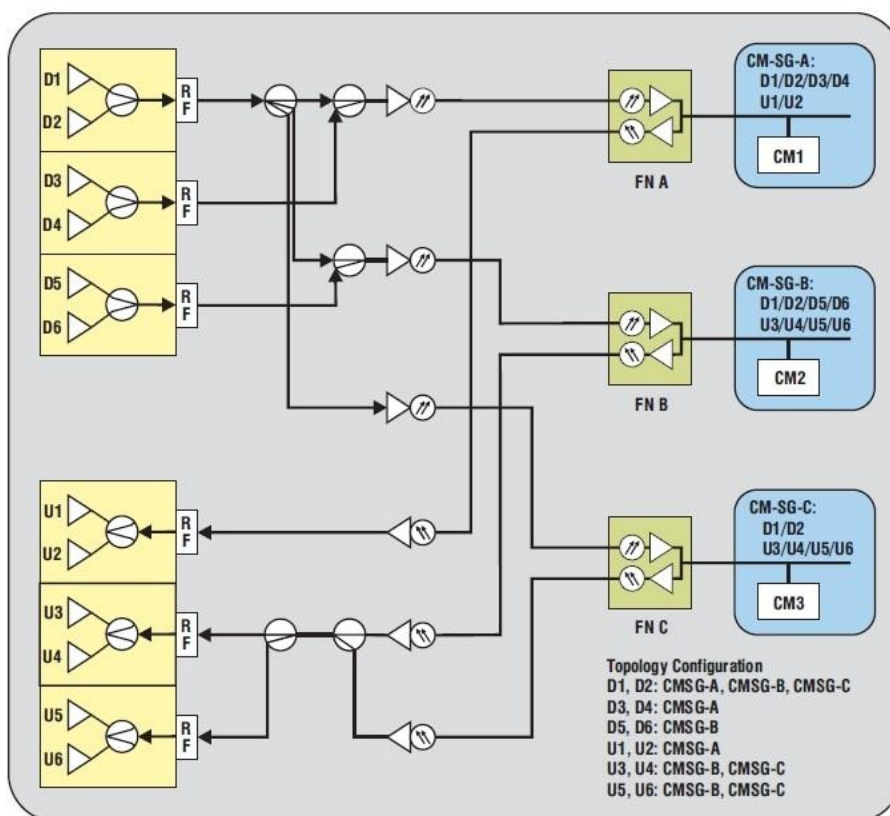 D1
D2
R
F
D3
D4
R
F
D5
D6
R
F
U1
U2
R
F
U3
U4
R
F
U5
U6
R
F
FN A
FN B
FN C
CM-SG-A:
D1/D2/D3/D4
U1/U2
CM1
CM-SG-B:
D1/D2/D5/D6
U3/U4/U5/U6
CM2
CM-SG-C:
D1/D2
U3/U4/U5/U6
CM3
Topology Configuration
D1, D2: CMSG-A, CMSG-B, CMSG-C
D3, D4: CMSG-A
D5, D6: CMSG-B
U1, U2: CMSG-A
U3, U4: CMSG-B, CMSG-C
U5, U6: CMSG-B, CMSG-C